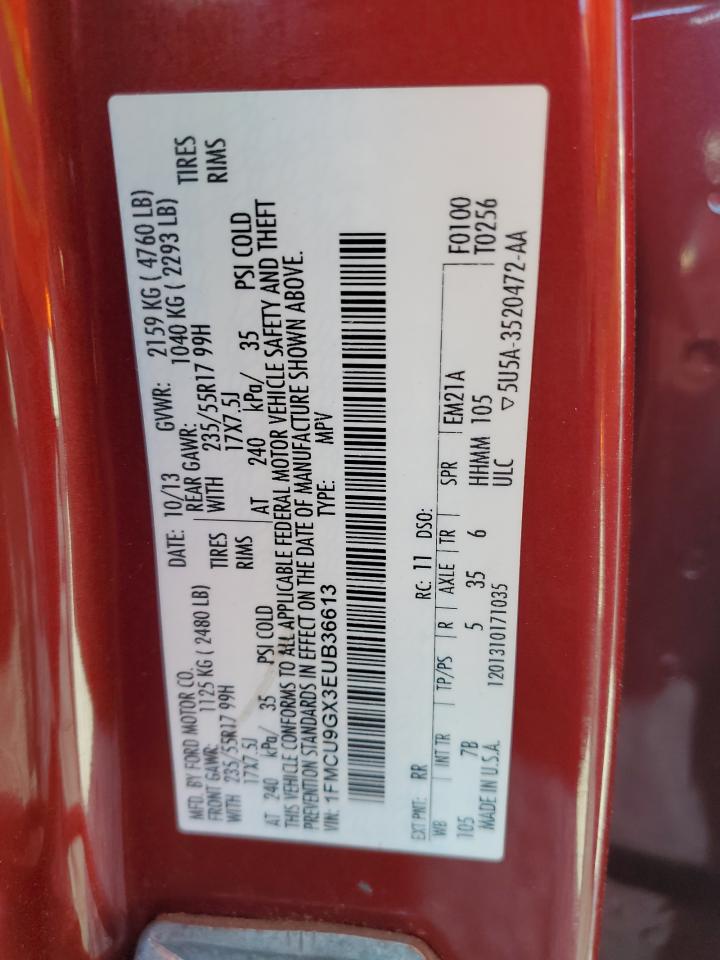 MFD. BY FORD MOTOR CO.
DATE: 10/13 GVWR: 2159 KG ( 4760 LB)
FRONT GAWR: 1125 KG ( 2480 LB) REAR GAWR: 1040 KG ( 2293 LB)
WITH 235/55R17 99H TIRES WITH 235/55R17 99H TIRES
17X7.5J RIMS 17X7.5J RIMS
AT 240 kPa/ 35 PSI COLD AT 240 kPa/ 35 PSI COLD
THIS VEHICLE CONFORMS TO ALL APPLICABLE FEDERAL MOTOR VEHICLE SAFETY AND THEFT
PREVENTION STANDARDS IN EFFECT ON THE DATE OF MANUFACTURE SHOWN ABOVE.
VIN: 1FMCU9GX3EUB36613 TYPE: MPV
F0100
T0256
EXT PNT: RR RC: 11 DSO:
WB INT TR TP/PS R AXLE TR SPR EM21A
105 7B 5 35 6 HHMM 105
MADE IN U.S.A. 1201310171035 ULC ▽5U5A-3520472-AA